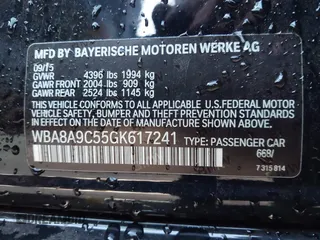 MFD BY BAYERISCHE MOTOREN WERKE AG
09/15
GVWR 4396 lbs 1994 kg
GAWR FRONT 2004 lbs 909 kg
GAWR REAR 2524 lbs 1145 kg
THIS VEHICLE CONFORMS TO ALL APPLICABLE U.S.FEDERAL MOTOR
VEHICLE SAFETY, BUMPER, AND THEFT PREVENTION STANDARDS IN
EFFECT ON THE DATE OF MANUFACTURE SHOWN ABOVE.
WBA8A9C55GK617241 TYPE: PASSENGER CAR
668/
7 315 814